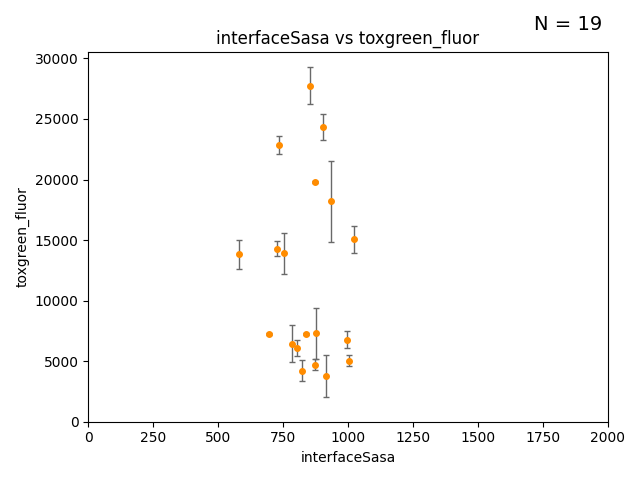 N = 19
interfaceSasa vs toxgreen_fluor
30000
25000
20000
15000
10000
5000
0
toxgreen_fluor
0 250 500 750 1000 1250 1500 1750 2000
interfaceSasa